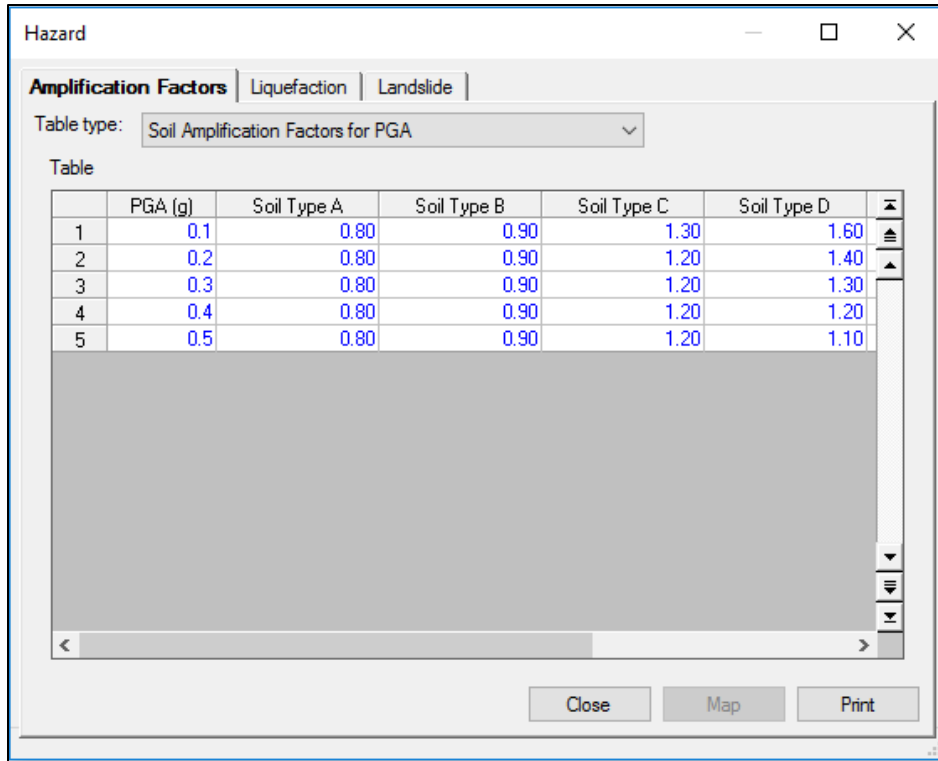 Hazard
Amplification Factors Liquefaction Landslide
Table type: Soil Amplification Factors for PGA
Table
PGA (g) Soil Type A Soil Type B Soil Type C Soil Type D
1 0.1 0.80 0.90 1.30 1.60
2 0.2 0.80 0.90 1.20 1.40
3 0.3 0.80 0.90 1.20 1.30
4 0.4 0.80 0.90 1.20 1.20
5 0.5 0.80 0.90 1.20 1.10
Close Map Print